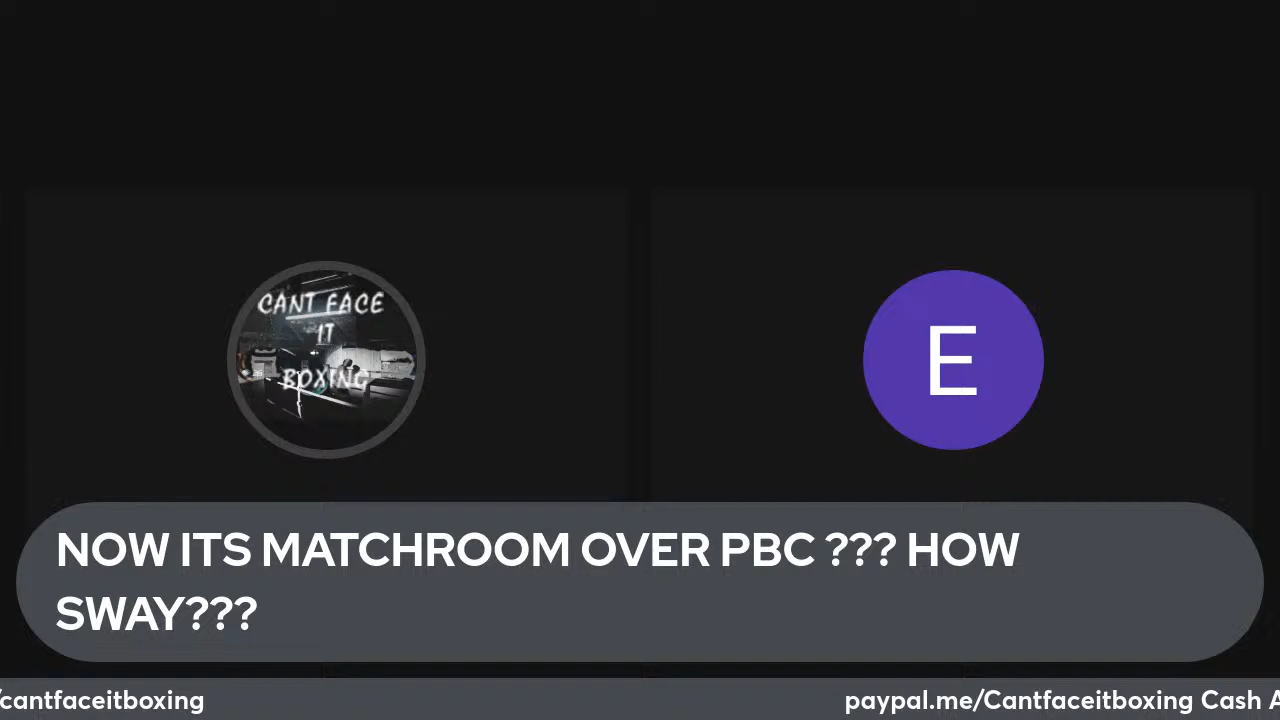 CANT FACE
IT
BOXING
E
NOW ITS MATCHROOM OVER PBC ??? HOW
SWAY???
/cantfaceitboxing
paypal.me/Cantfaceitboxing Cash A